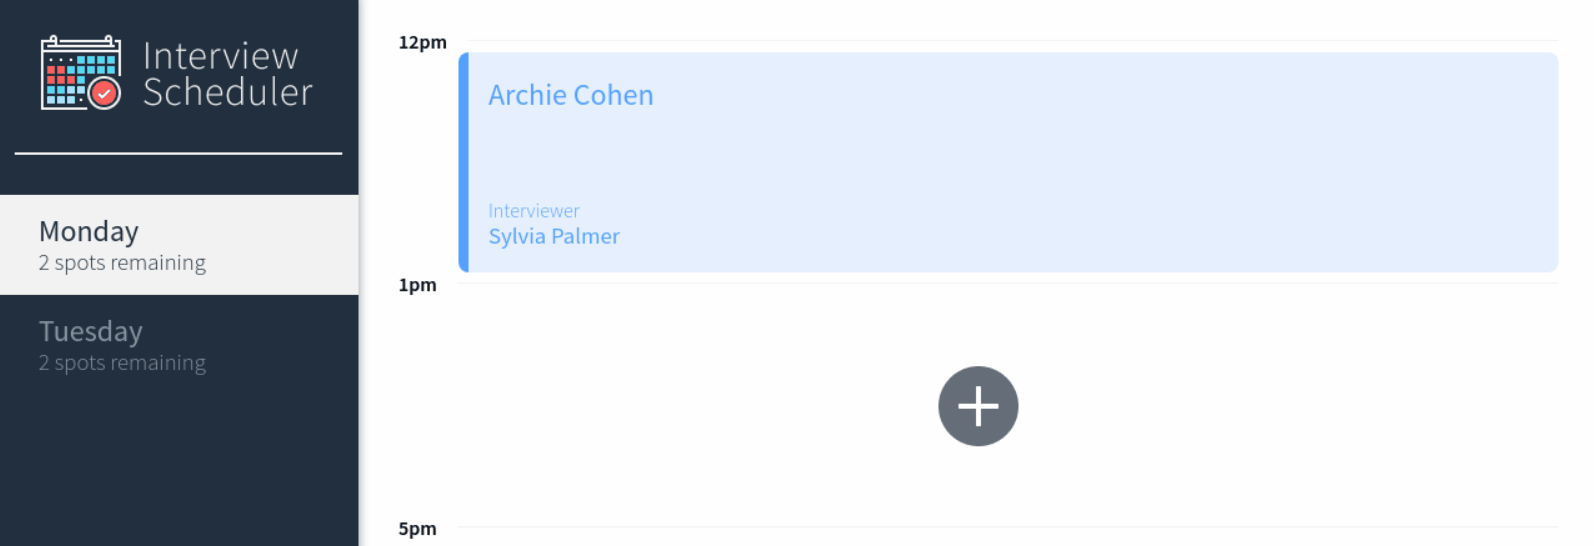 Interview
Scheduler
Monday
2 spots remaining
Tuesday
2 spots remaining
12pm
Archie Cohen
Interviewer
Sylvia Palmer
1pm
5pm